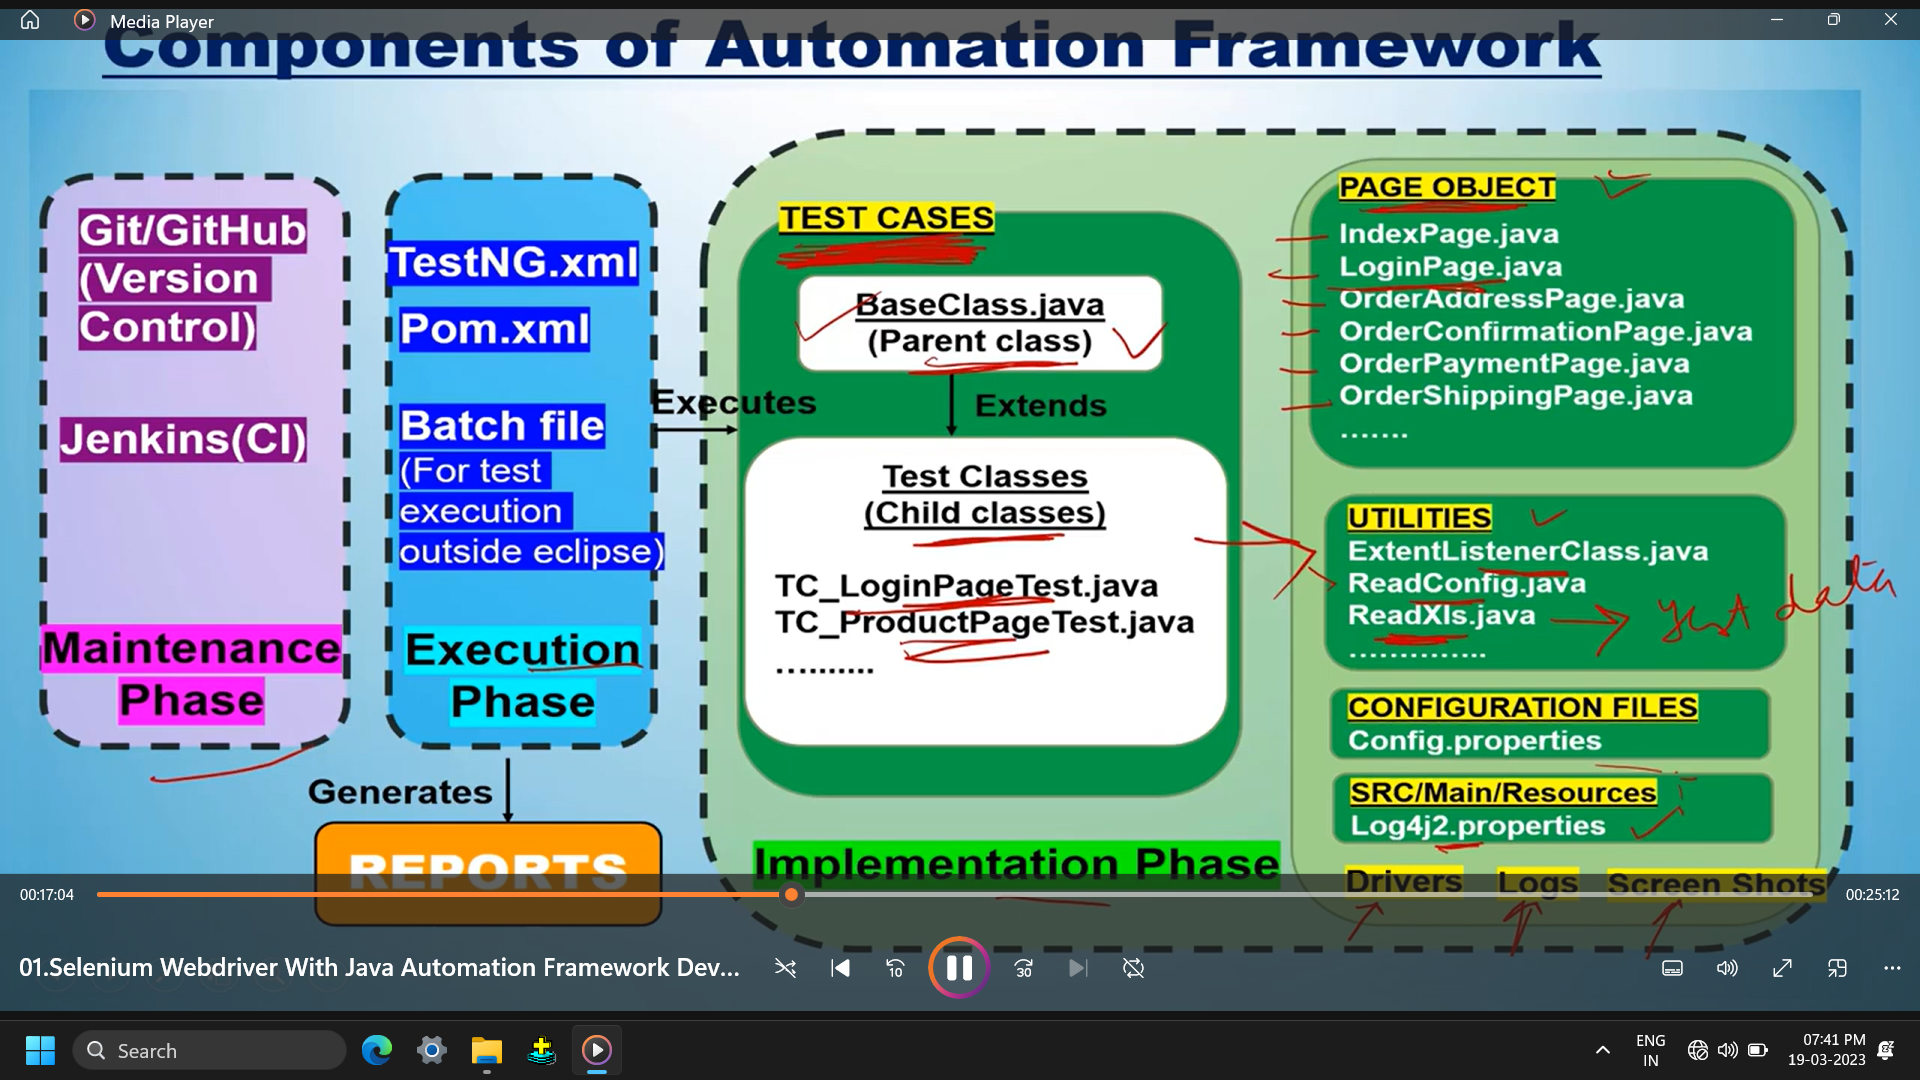 Media Player
Components of Automation Framework
Git/GitHub
(Version
Control)
Jenkins(CI)
Maintenance
Phase
TestNG.xml
Pom.xml
Batch file
(For test
execution
outside eclipse)
Execution
Phase
Executes
Generates
REPORTS
TEST CASES
BaseClass.java
(Parent class)
Extends
Test Classes
(Child classes)
TC_LoginPageTest.java
TC_ProductPageTest.java
............
Implementation Phase
PAGE OBJECT
IndexPage.java
LoginPage.java
OrderAddressPage.java
OrderConfirmationPage.java
OrderPaymentPage.java
OrderShippingPage.java
.......
UTILITIES
ExtentListenerClass.java
ReadConfig.java
ReadXls.java
test data
..............
CONFIGURATION FILES
Config.properties
SRC/Main/Resources
Log4j2.properties
Drivers Logs Screen Shots
00:17:04
00:25:12
01.Selenium Webdriver With Java Automation Framework Dev...
10
30
Search
ENG
IN
07:41 PM
19-03-2023